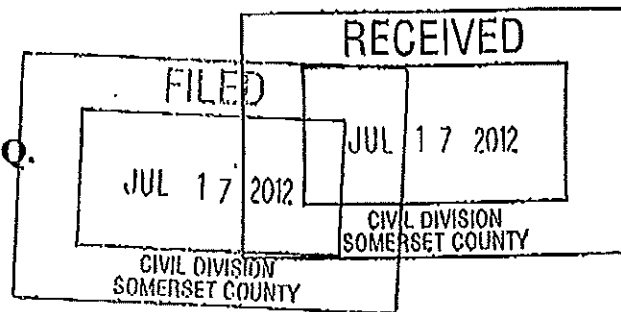 RECEIVED
FILED
Q.
JUL 17 2012
JUL 17 2012
CIVIL DIVISION
SOMERSET COUNTY
CIVIL DIVISION
SOMERSET COUNTY